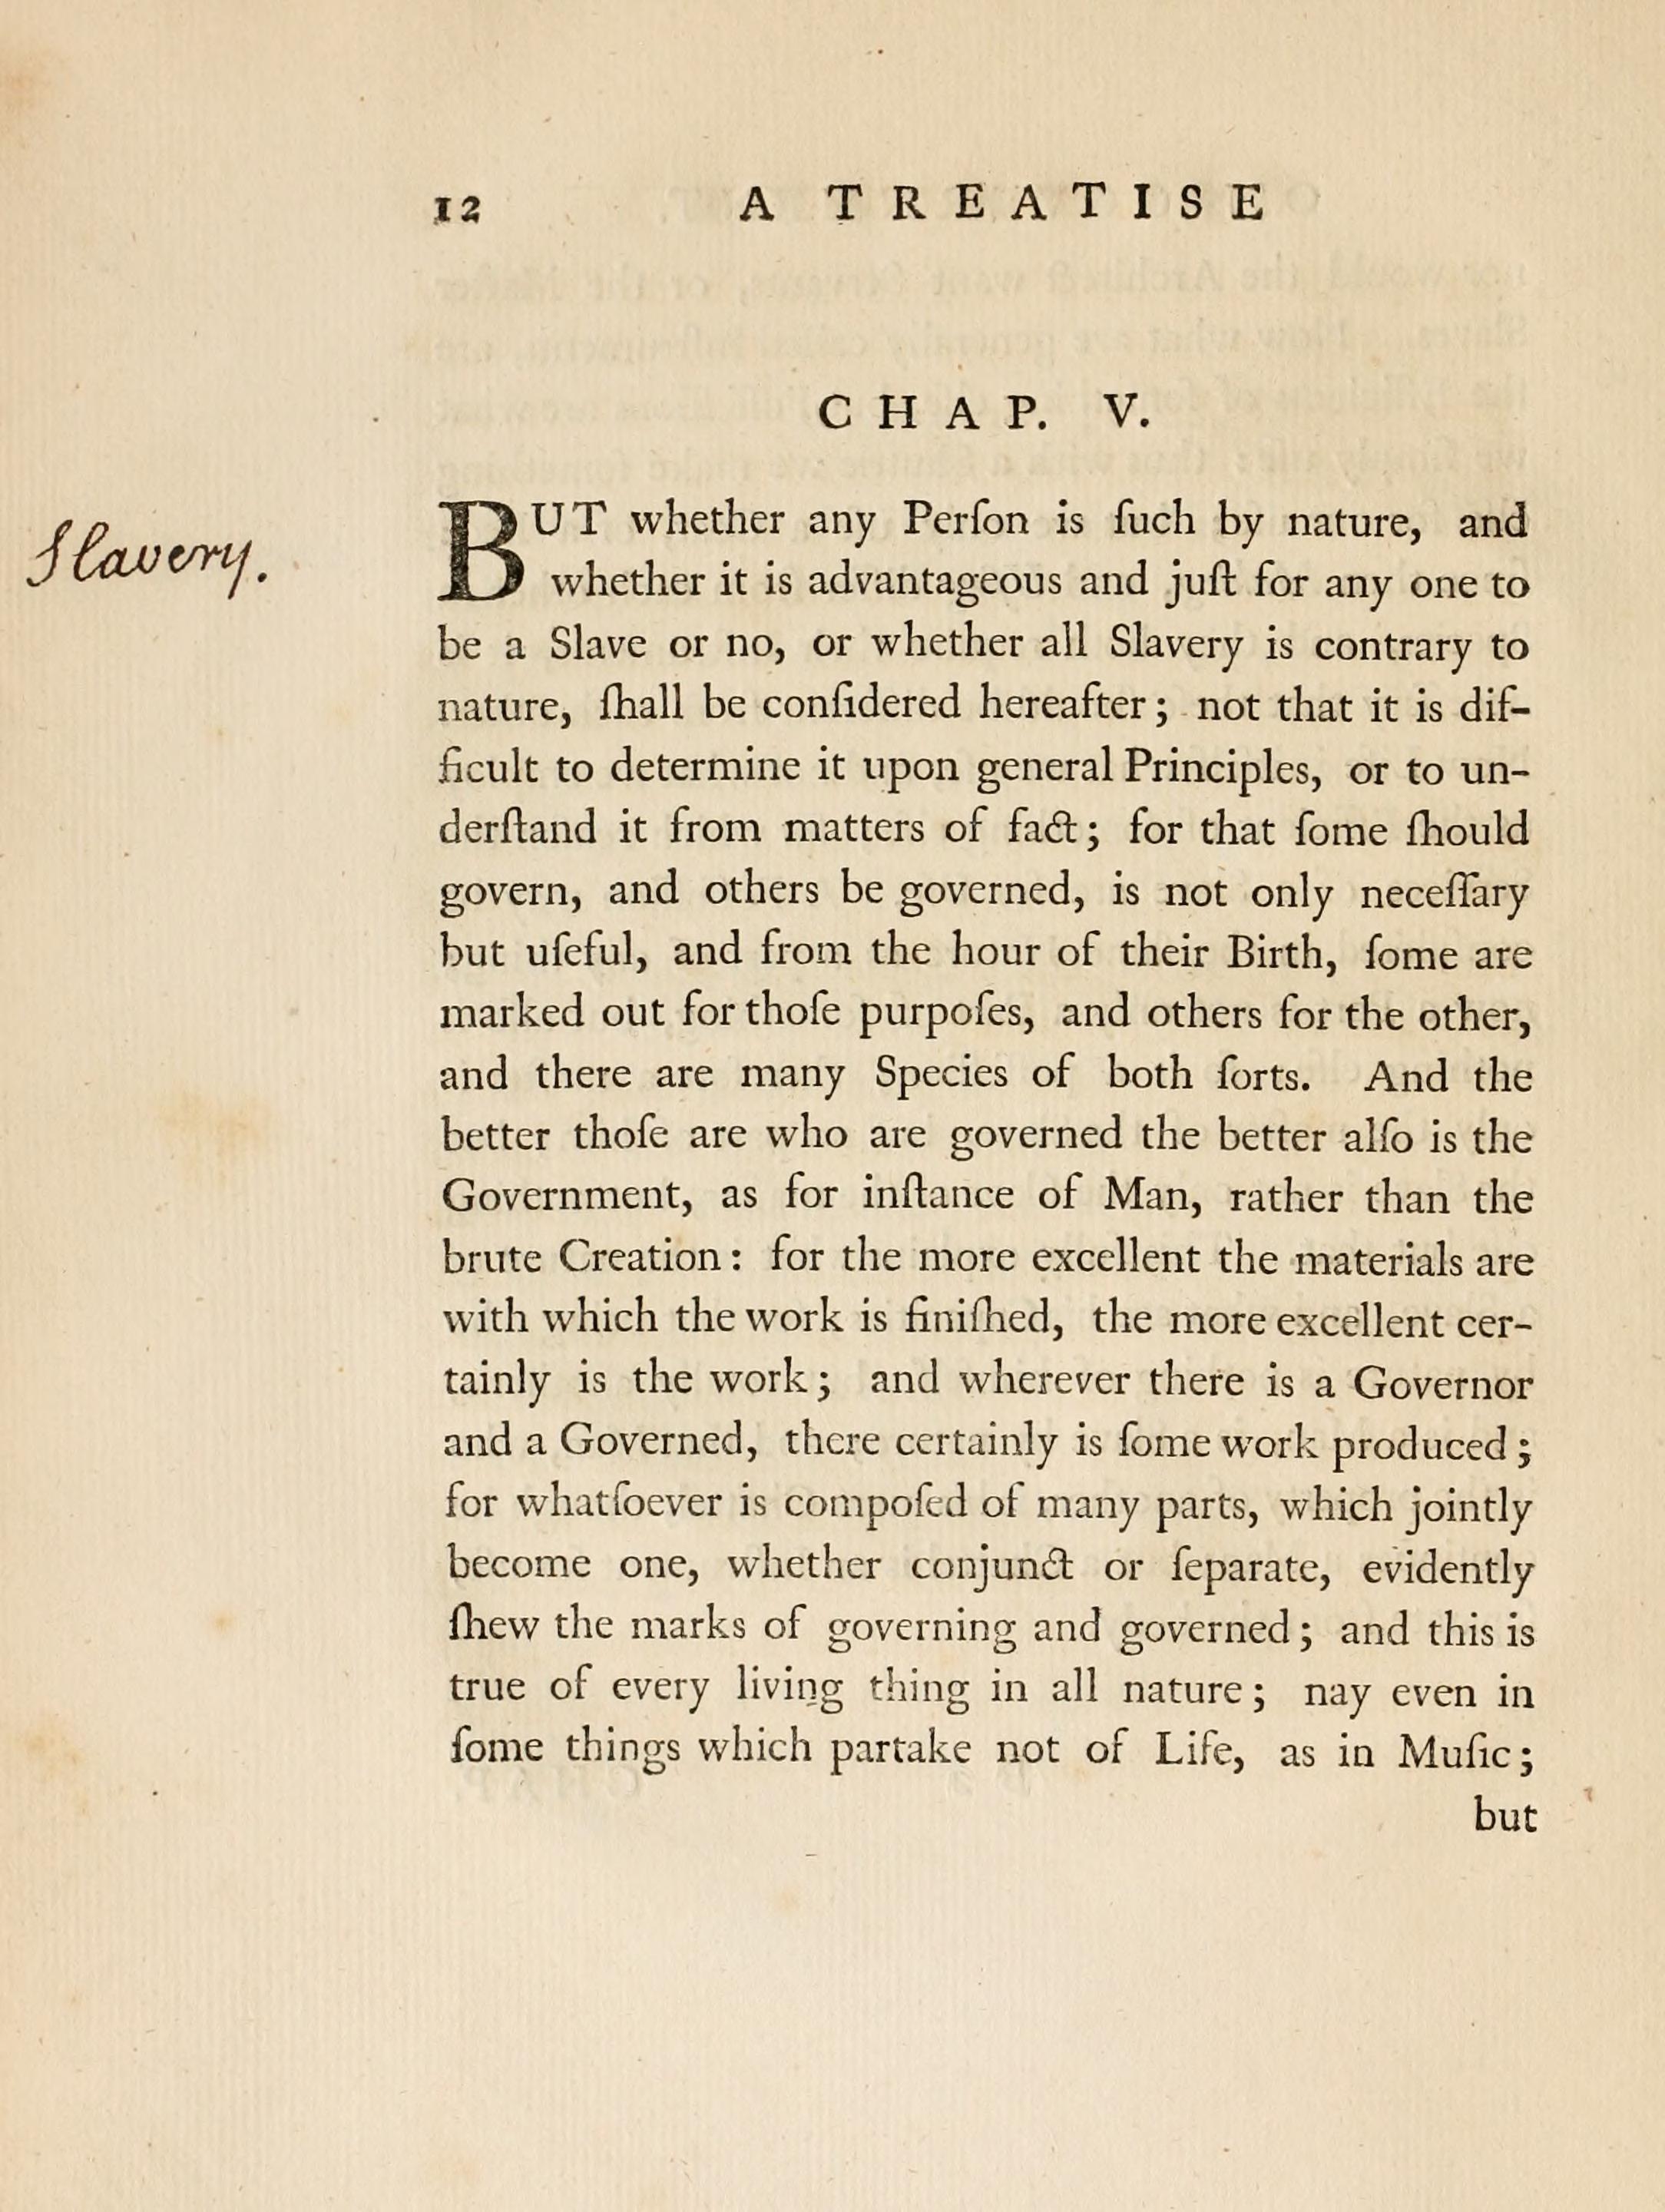 12 A TREATISE
CHAP. V.
Slavery.
BUT whether any Perſon is ſuch by nature, and
whether it is advantageous and juſt for any one to
be a Slave or no, or whether all Slavery is contrary to
nature, ſhall be conſidered hereafter; not that it is dif-
ficult to determine it upon general Principles, or to un-
derſtand it from matters of fact; for that ſome ſhould
govern, and others be governed, is not only neceſſary
but uſeful, and from the hour of their Birth, ſome are
marked out for thoſe purpoſes, and others for the other,
and there are many Species of both ſorts. And the
better thoſe are who are governed the better alſo is the
Government, as for inſtance of Man, rather than the
brute Creation: for the more excellent the materials are
with which the work is finiſhed, the more excellent cer-
tainly is the work; and wherever there is a Governor
and a Governed, there certainly is ſome work produced;
for whatſoever is compoſed of many parts, which jointly
become one, whether conjunct or ſeparate, evidently
ſhew the marks of governing and governed; and this is
true of every living thing in all nature; nay even in
ſome things which partake not of Life, as in Muſic;
but